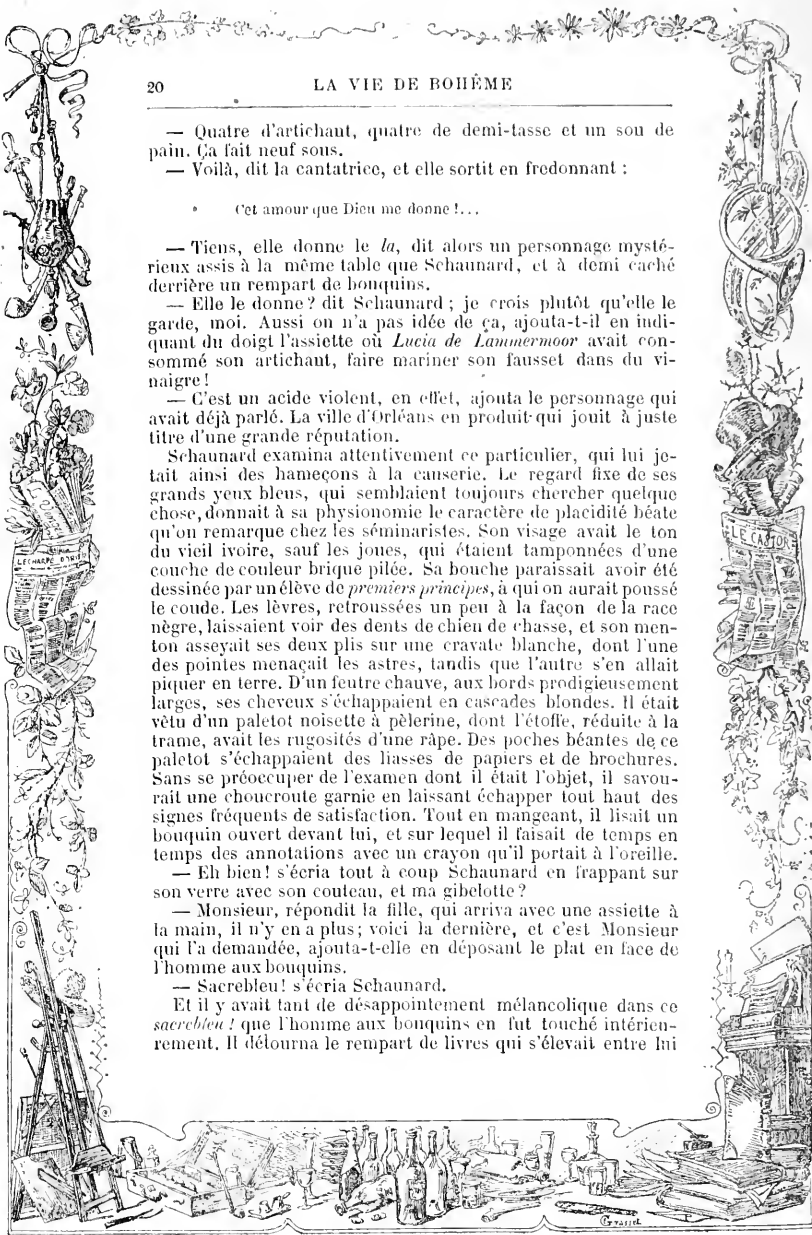 20
LA VIE DE BOHÊME
— Quatre d'artichaut, quatre de demi-tasse et un sou de
pain. Ça fait neuf sous.
— Voilà, dit la cantatrice, et elle sortit en fredonnant :
Cet amour que Dieu me donne !...
— Tiens, elle donne le la, dit alors un personnage mysté-
rieux assis à la même table que Schaunard, et à demi caché
derrière un rempart de bouquins.
— Elle le donne ? dit Schaunard ; je crois plutôt qu'elle le
garde, moi. Aussi on n'a pas idée de ça, ajouta-t-il en indi-
quant du doigt l'assiette où Lucia de Lammermoor avait con-
sommé son artichaut, faire mariner son fausset dans du vi-
naigre !
— C'est un acide violent, en effet, ajouta le personnage qui
avait déjà parlé. La ville d'Orléans en produit qui jouit à juste
titre d'une grande réputation.
Schaunard examina attentivement ce particulier, qui lui je-
tait ainsi des hameçons à la causerie. Le regard fixe de ses
grands yeux bleus, qui semblaient toujours chercher quelque
chose, donnait à sa physionomie le caractère de placidité béate
qu'on remarque chez les séminaristes. Son visage avait le ton
du vieil ivoire, sauf les joues, qui étaient tamponnées d'une
couche de couleur brique pilée. Sa bouche paraissait avoir été
dessinée par un élève de premiers principes, à qui on aurait poussé
le coude. Les lèvres, retroussées un peu à la façon de la race
nègre, laissaient voir des dents de chien de chasse, et son men-
ton asseyait ses deux plis sur une cravate blanche, dont l'une
des pointes menaçait les astres, tandis que l'autre s'en allait
piquer en terre. D'un feutre chauve, aux bords prodigieusement
larges, ses cheveux s'échappaient en cascades blondes. Il était
vêtu d'un paletot noisette à pèlerine, dont l'étoffe, réduite à la
trame, avait les rugosités d'une râpe. Des poches béantes de ce
paletot s'échappaient des liasses de papiers et de brochures.
Sans se préoccuper de l'examen dont il était l'objet, il savou-
rait une choucroute garnie en laissant échapper tout haut des
signes fréquents de satisfaction. Tout en mangeant, il lisait un
bouquin ouvert devant lui, et sur lequel il faisait de temps en
temps des annotations avec un crayon qu'il portait à l'oreille.
— Eh bien ! s'écria tout à coup Schaunard en frappant sur
son verre avec son couteau, et ma gibelotte ?
— Monsieur, répondit la fille, qui arriva avec une assiette à
la main, il n'y en a plus ; voici la dernière, et c'est Monsieur
qui l'a demandée, ajouta-t-elle en déposant le plat en face de
l'homme aux bouquins.
— Sacrebleu ! s'écria Schaunard.
Et il y avait tant de désappointement mélancolique dans ce
sacrebleu ! que l'homme aux bouquins en fut touché intérieu-
rement. Il détourna le rempart de livres qui s'élevait entre lui
LE CASTOR
LECHARPE D'IRIS
Grasset